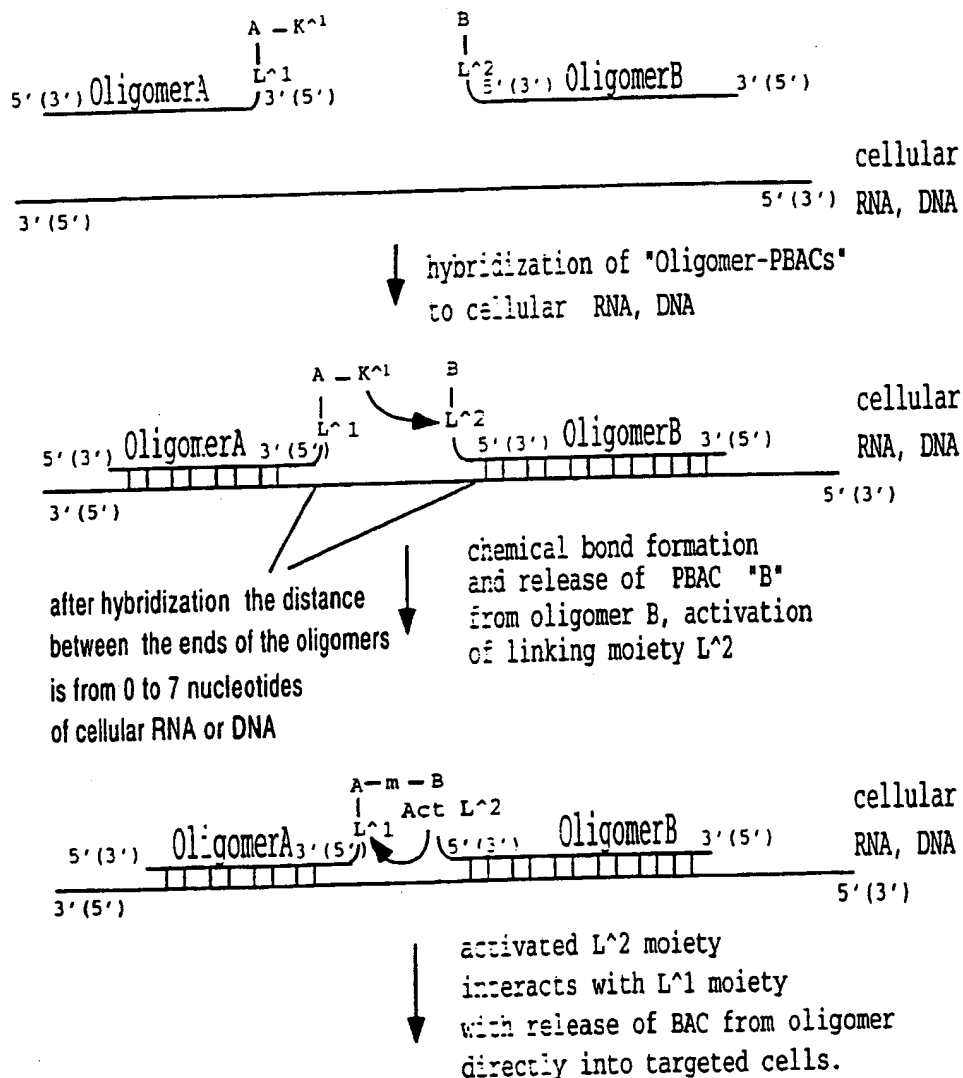 A – K^1
B
L^1
L^2
5'(3') OligomerA 3'(5')
5'(3') OligomerB 3'(5')
cellular
RNA, DNA
3'(5')
5'(3')
hybridization of "Oligomer-PBACs"
to cellular RNA, DNA
A – K^1
B
L^1
L^2
5'(3') OligomerA 3'(5')
5'(3') OligomerB 3'(5')
cellular
RNA, DNA
3'(5')
5'(3')
after hybridization the distance
between the ends of the oligomers
is from 0 to 7 nucleotides
of cellular RNA or DNA
chemical bond formation
and release of PBAC "B"
from oligomer B, activation
of linking moiety L^2
A–m–B
L^1
Act L^2
5'(3') OligomerA 3'(5')
5'(3') OligomerB 3'(5')
cellular
RNA, DNA
3'(5')
5'(3')
activated L^2 moiety
interacts with L^1 moiety
with release of BAC from oligomer
directly into targeted cells.